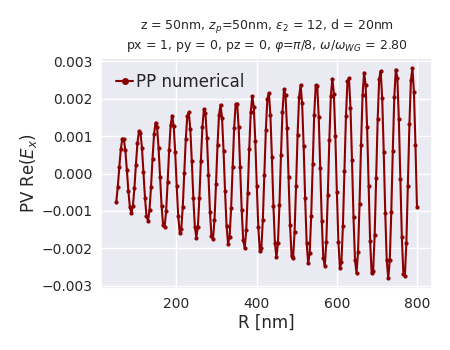 z = 50nm, z_p=50nm, ε_2 = 12, d = 20nm
px = 1, py = 0, pz = 0, φ=π/8, ω/ω_WG = 2.80
PP numerical
PV Re(E_x)
0.003
0.002
0.001
0.000
−0.001
−0.002
−0.003
200 400 600 800
R [nm]